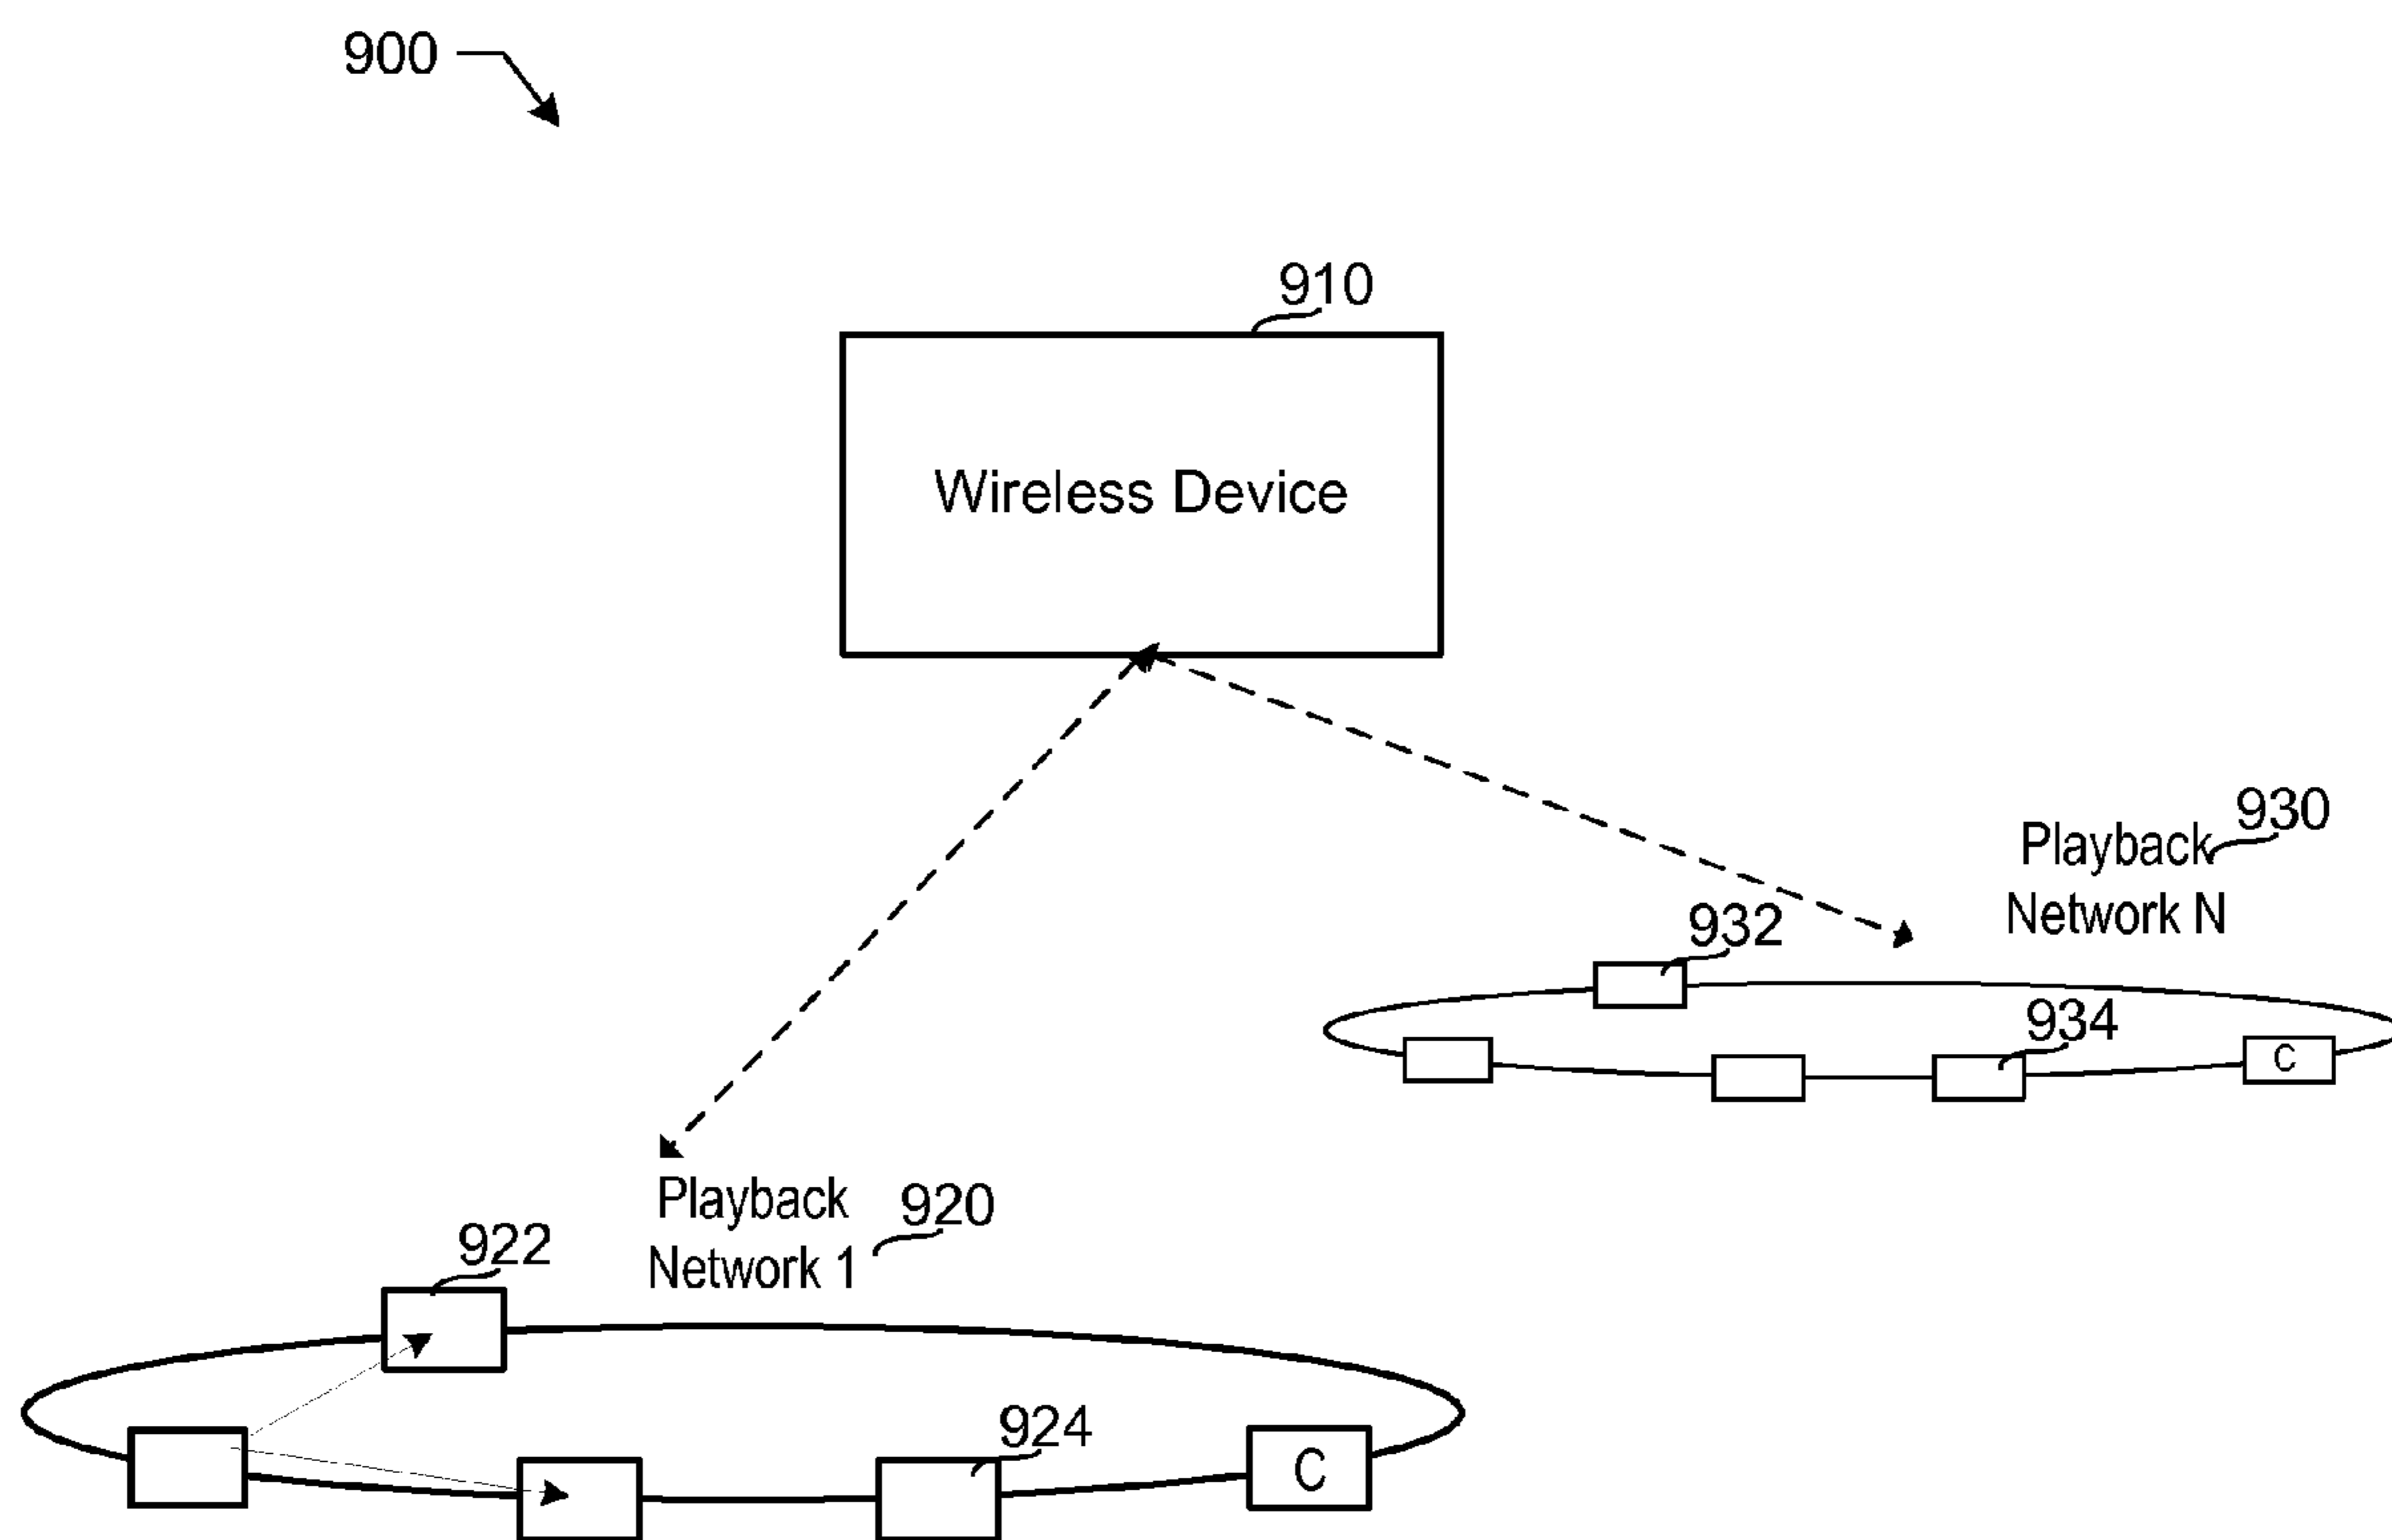 900
910
Wireless Device
930
Playback
Network N
932
934
C
Playback
920
Network 1
922
924
C